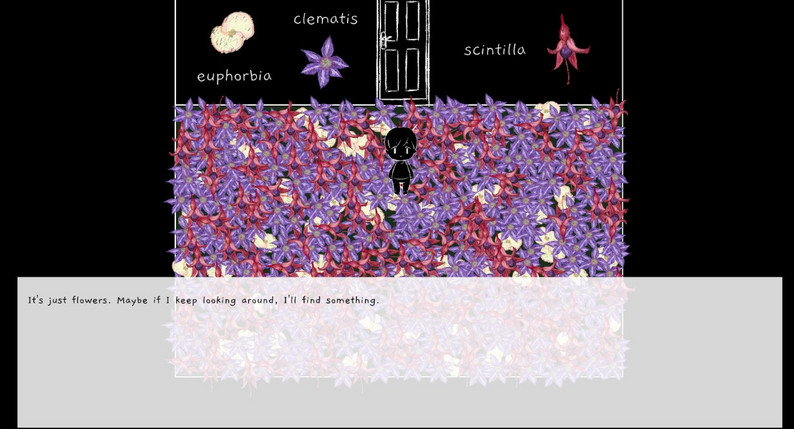 clematis
scintilla
euphorbia
It's just flowers. Maybe if I keep looking around, I'll find something.